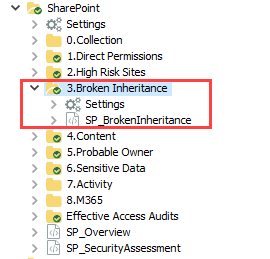 SharePoint
Settings
0.Collection
1.Direct Permissions
2.High Risk Sites
3.Broken Inheritance
Settings
SP_BrokenInheritance
4.Content
5.Probable Owner
6.Sensitive Data
7.Activity
8.M365
Effective Access Audits
SP_Overview
SP_SecurityAssessment